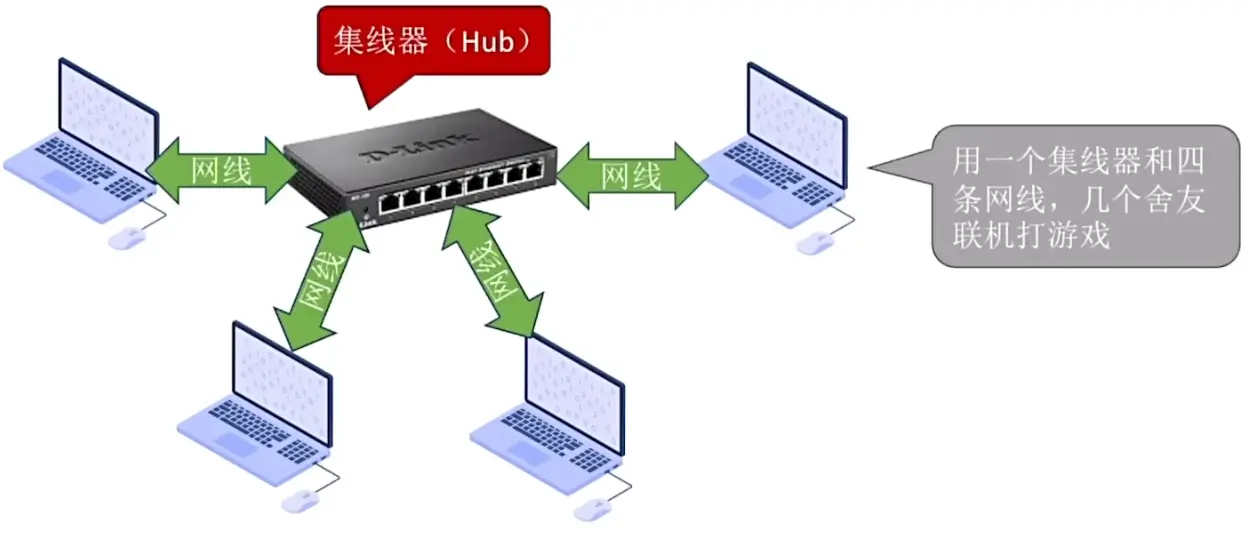 集线器（Hub）
D-Link
网线
网线
网线
网线
用一个集线器和四
条网线，几个舍友
联机打游戏